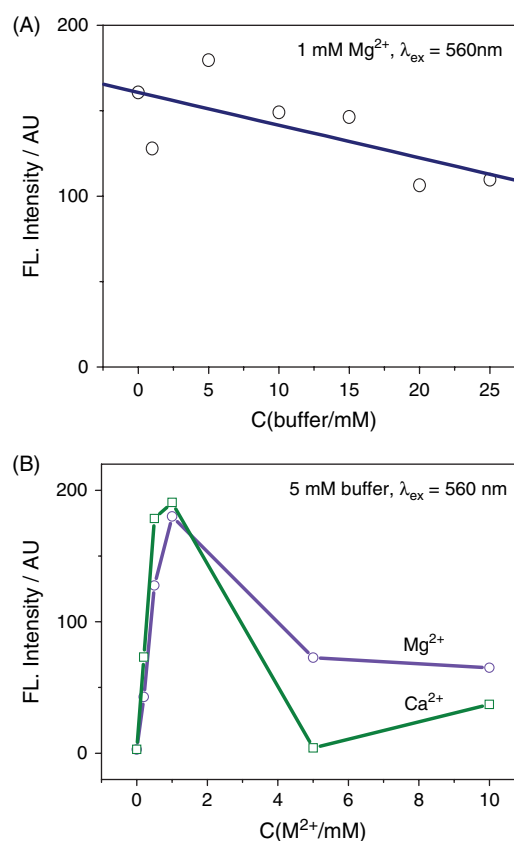 (A)
200
100
0
FL. Intensity / AU
1 mM Mg²⁺, λex = 560nm
0 5 10 15 20 25
C(buffer/mM)
(B)
200
100
0
FL. Intensity / AU
5 mM buffer, λex = 560 nm
Mg²⁺
Ca²⁺
0 2 4 6 8 10
C(M²⁺/mM)